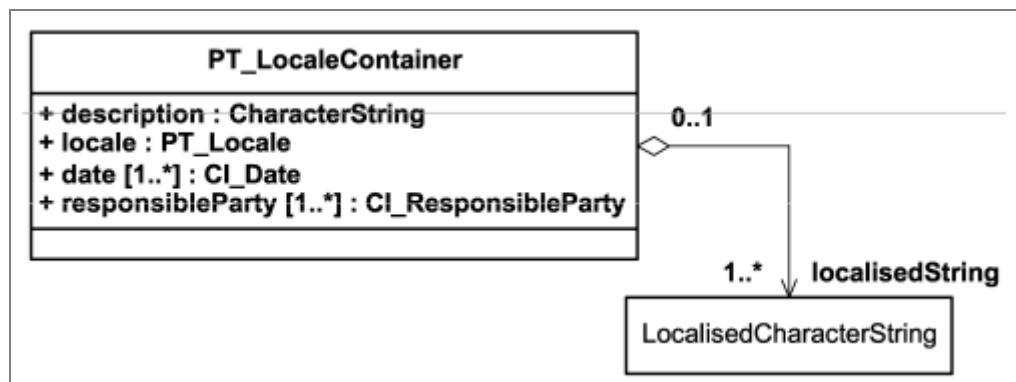 PT_LocaleContainer
+ description : CharacterString
0..1
+ locale : PT_Locale
+ date [1..*] : CI_Date
+ responsibleParty [1..*] : CI_ResponsibleParty
1..* localisedString
LocalisedCharacterString